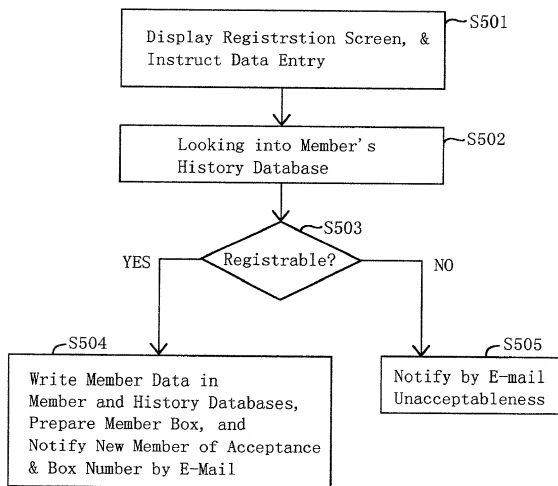 S501
Display Registrstion Screen, &
Instruct Data Entry
S502
Looking into Member's
History Database
S503
Registrable?
YES
NO
S504
Write Member Data in
Member and History Databases,
Prepare Member Box, and
Notify New Member of Acceptance
& Box Number by E-Mail
S505
Notify by E-mail
Unacceptableness